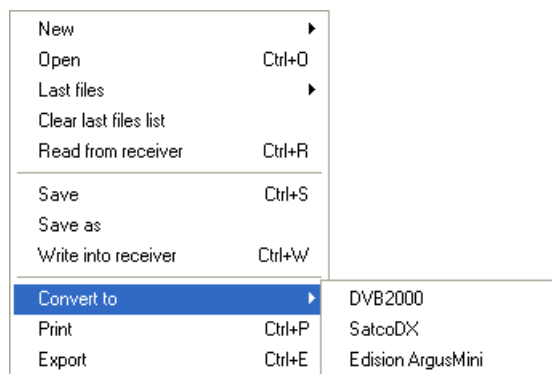 New
Open Ctrl+O
Last files
Clear last files list
Read from receiver Ctrl+R
Save Ctrl+S
Save as
Write into receiver Ctrl+W
Convert to DVB2000
Print Ctrl+P SatcoDX
Export Ctrl+E Edision ArgusMini